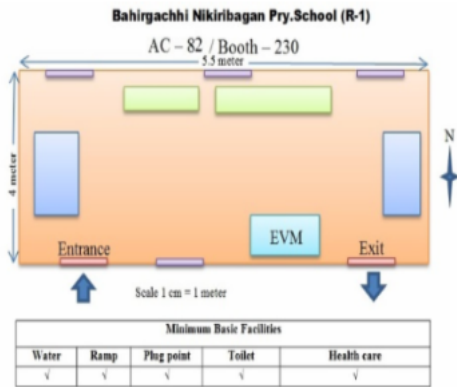 Bahirgachhi Nikiribagan Pry.School (R-1)
AC – 82 / Booth – 230
5.5 meter
4 meter
N
EVM
Entrance
Exit
Scale 1 cm = 1 meter
Minimum Basic Facilities
Water Ramp Plug point Toilet Health care
√ √ √ √ √